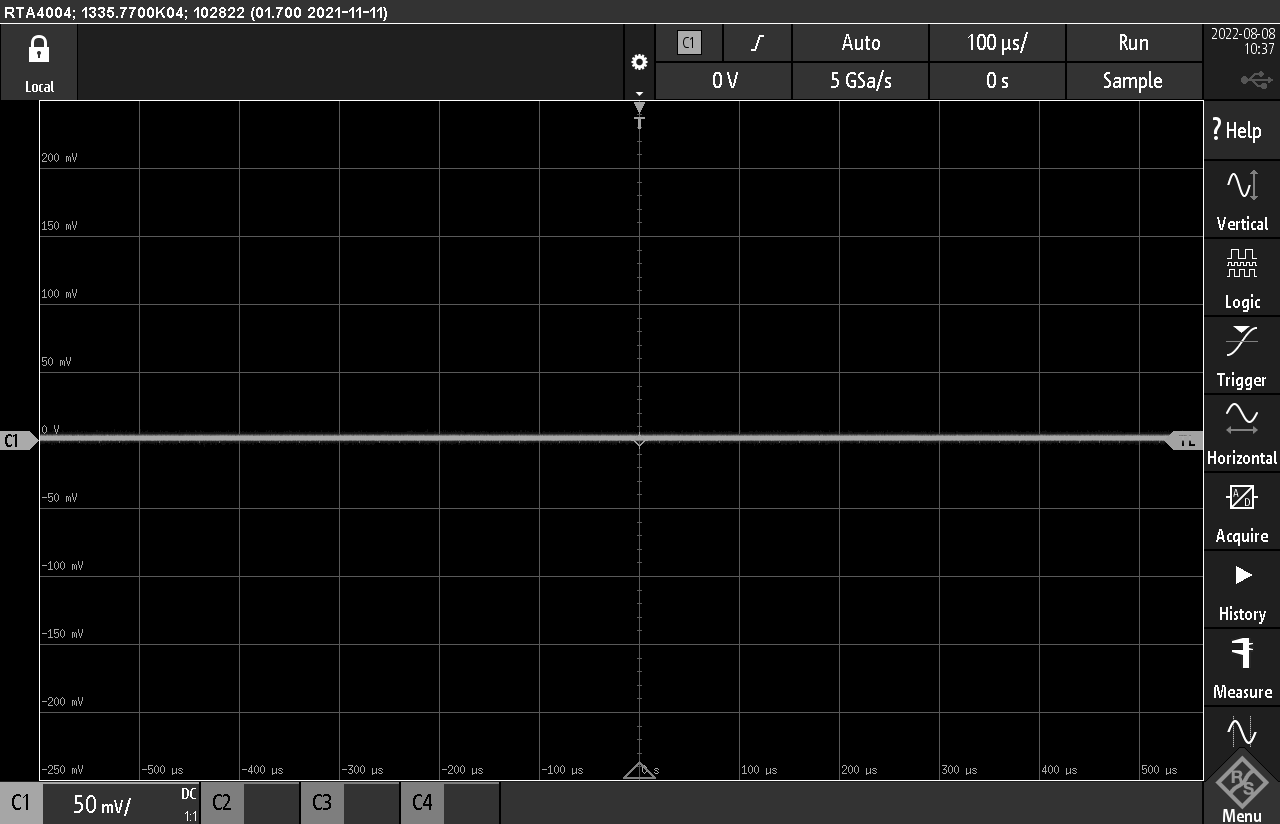 RTA4004; 1335.7700K04; 102822 (01.700 2021-11-11)
Local
C1 Auto 100 µs/ Run
0 V 5 GSa/s 0 s Sample
2022-08-08
10:37
? Help
Vertical
Logic
Trigger
Horizontal
Acquire
History
Measure
R&S
Menu
T
200 mV
150 mV
100 mV
50 mV
0 V
C1
TL
-50 mV
-100 mV
-150 mV
-200 mV
-250 mV -500 µs -400 µs -300 µs -200 µs -100 µs 0 s 100 µs 200 µs 300 µs 400 µs 500 µs
C1 50 mV/ DC 1:1 C2 C3 C4